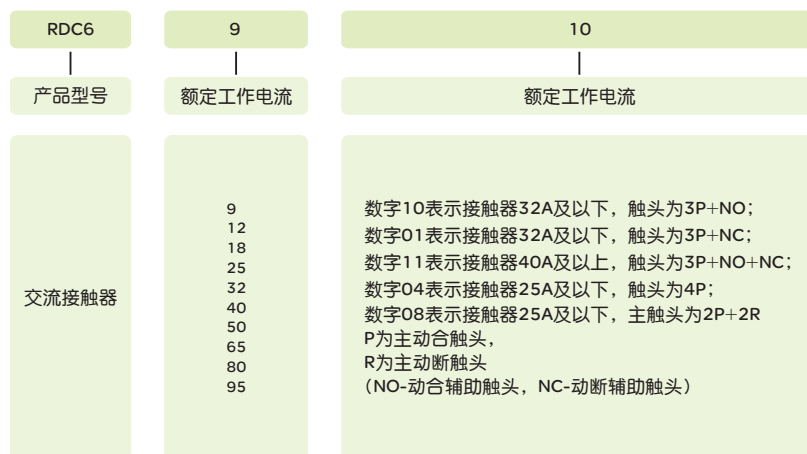 RDC6
9
10
产品型号
额定工作电流
额定工作电流
交流接触器
9
12
18
25
32
40
50
65
80
95
数字10表示接触器32A及以下，触头为3P+NO；
数字01表示接触器32A及以下，触头为3P+NC；
数字11表示接触器40A及以上，触头为3P+NO+NC；
数字04表示接触器25A及以下，触头为4P；
数字08表示接触器25A及以下，主触头为2P+2R
P为主动合触头，
R为主动断触头
（NO-动合辅助触头，NC-动断辅助触头）